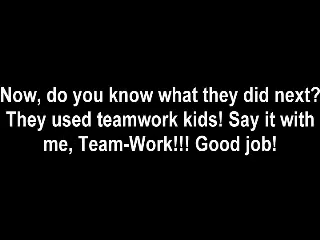 Now, do you know what they did next?
They used teamwork kids! Say it with
me, Team-Work!!! Good job!